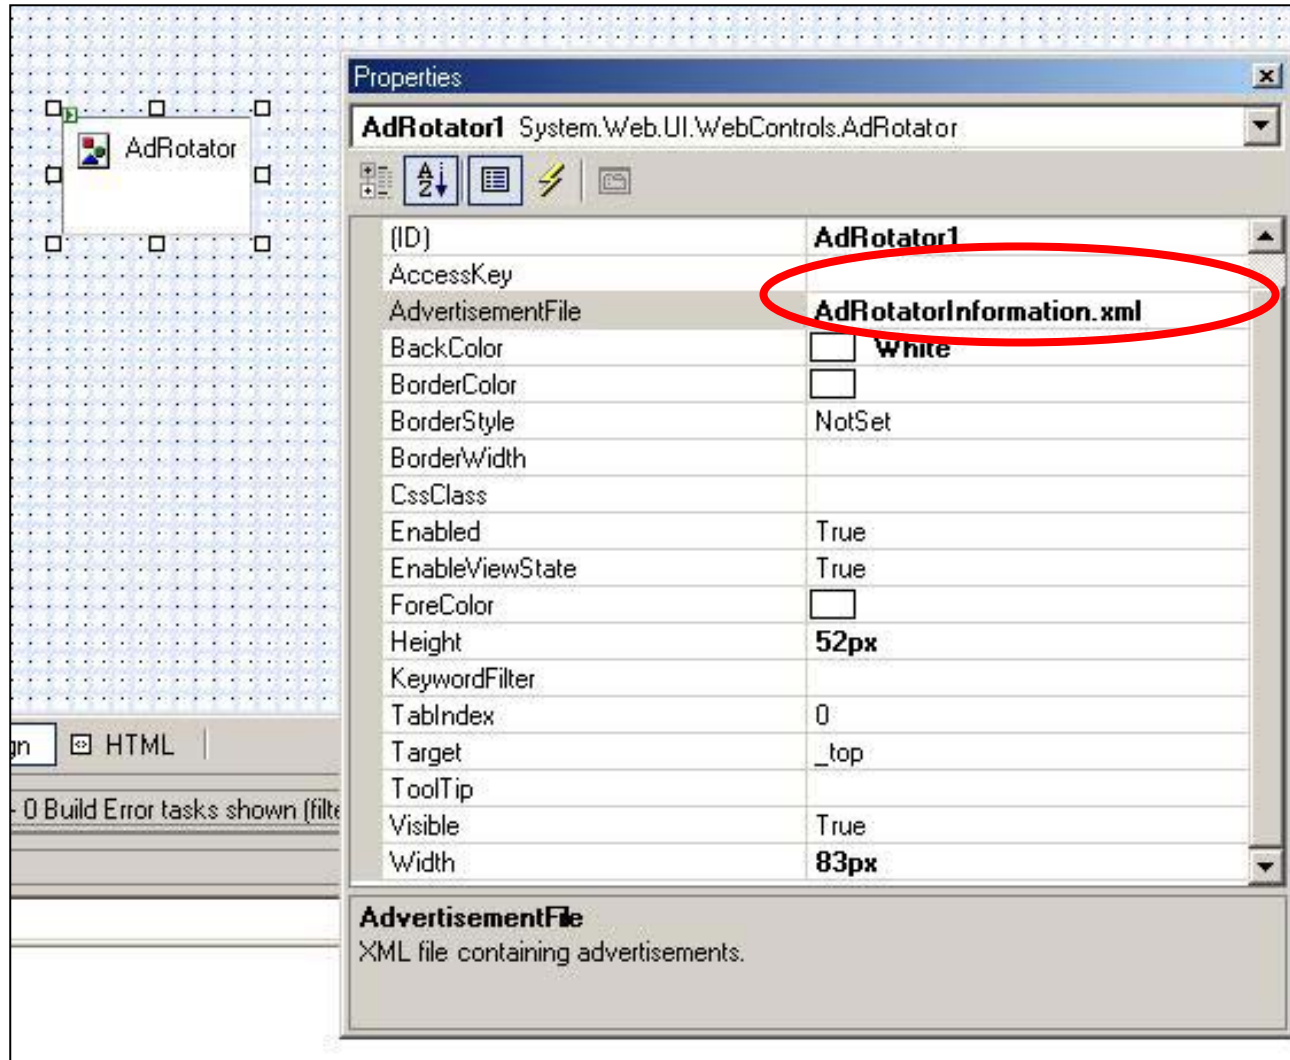 Properties
AdRotator1 System.Web.UI.WebControls.AdRotator
AdRotator
(ID) AdRotator1
AccessKey
AdvertisementFile AdRotatorInformation.xml
BackColor White
BorderColor
BorderStyle NotSet
BorderWidth
CssClass
Enabled True
EnableViewState True
ForeColor
Height 52px
KeywordFilter
TabIndex 0
Target _top
ToolTip
Visible True
Width 83px
gn HTML
- 0 Build Error tasks shown (filte
AdvertisementFile
XML file containing advertisements.